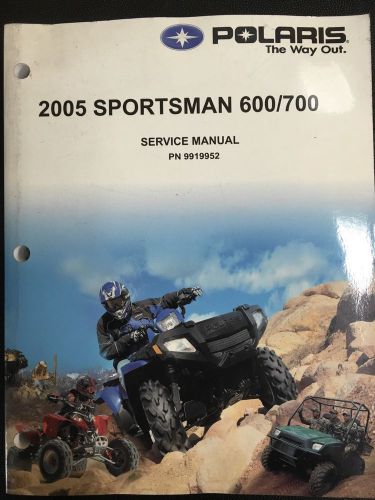 POLARIS
The Way Out.
2005 SPORTSMAN 600/700
SERVICE MANUAL
PN 9919952